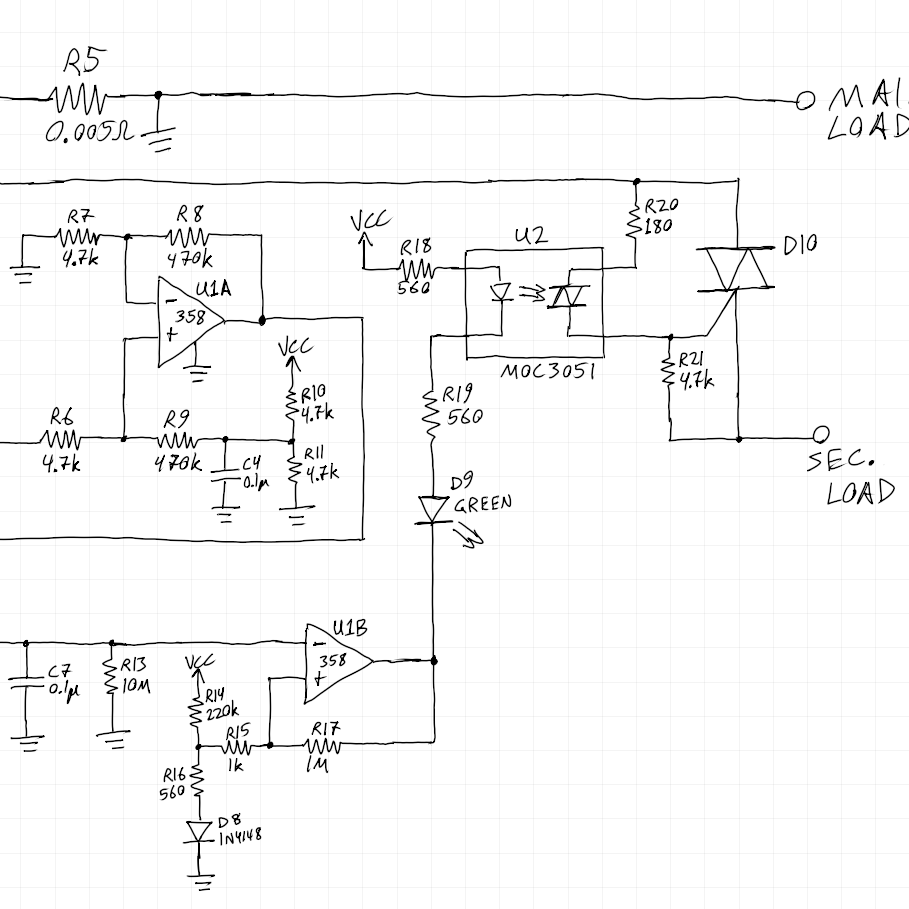 R5
0.005Ω
LOAD
R7
4.7k
R8
470k
U1A
-
358
+
VCC
R18
560
U2
MOC3051
R20
180
D10
R21
4.7k
SEC.
LOAD
VCC
R10
4.7k
R6
4.7k
R9
470k
C4
0.1µ
R11
4.7k
R19
560
D9
GREEN
U1B
-
358
+
C7
0.1µ
R13
10M
VCC
R14
220k
R15
1k
R17
1M
R16
560
D8
1N4148